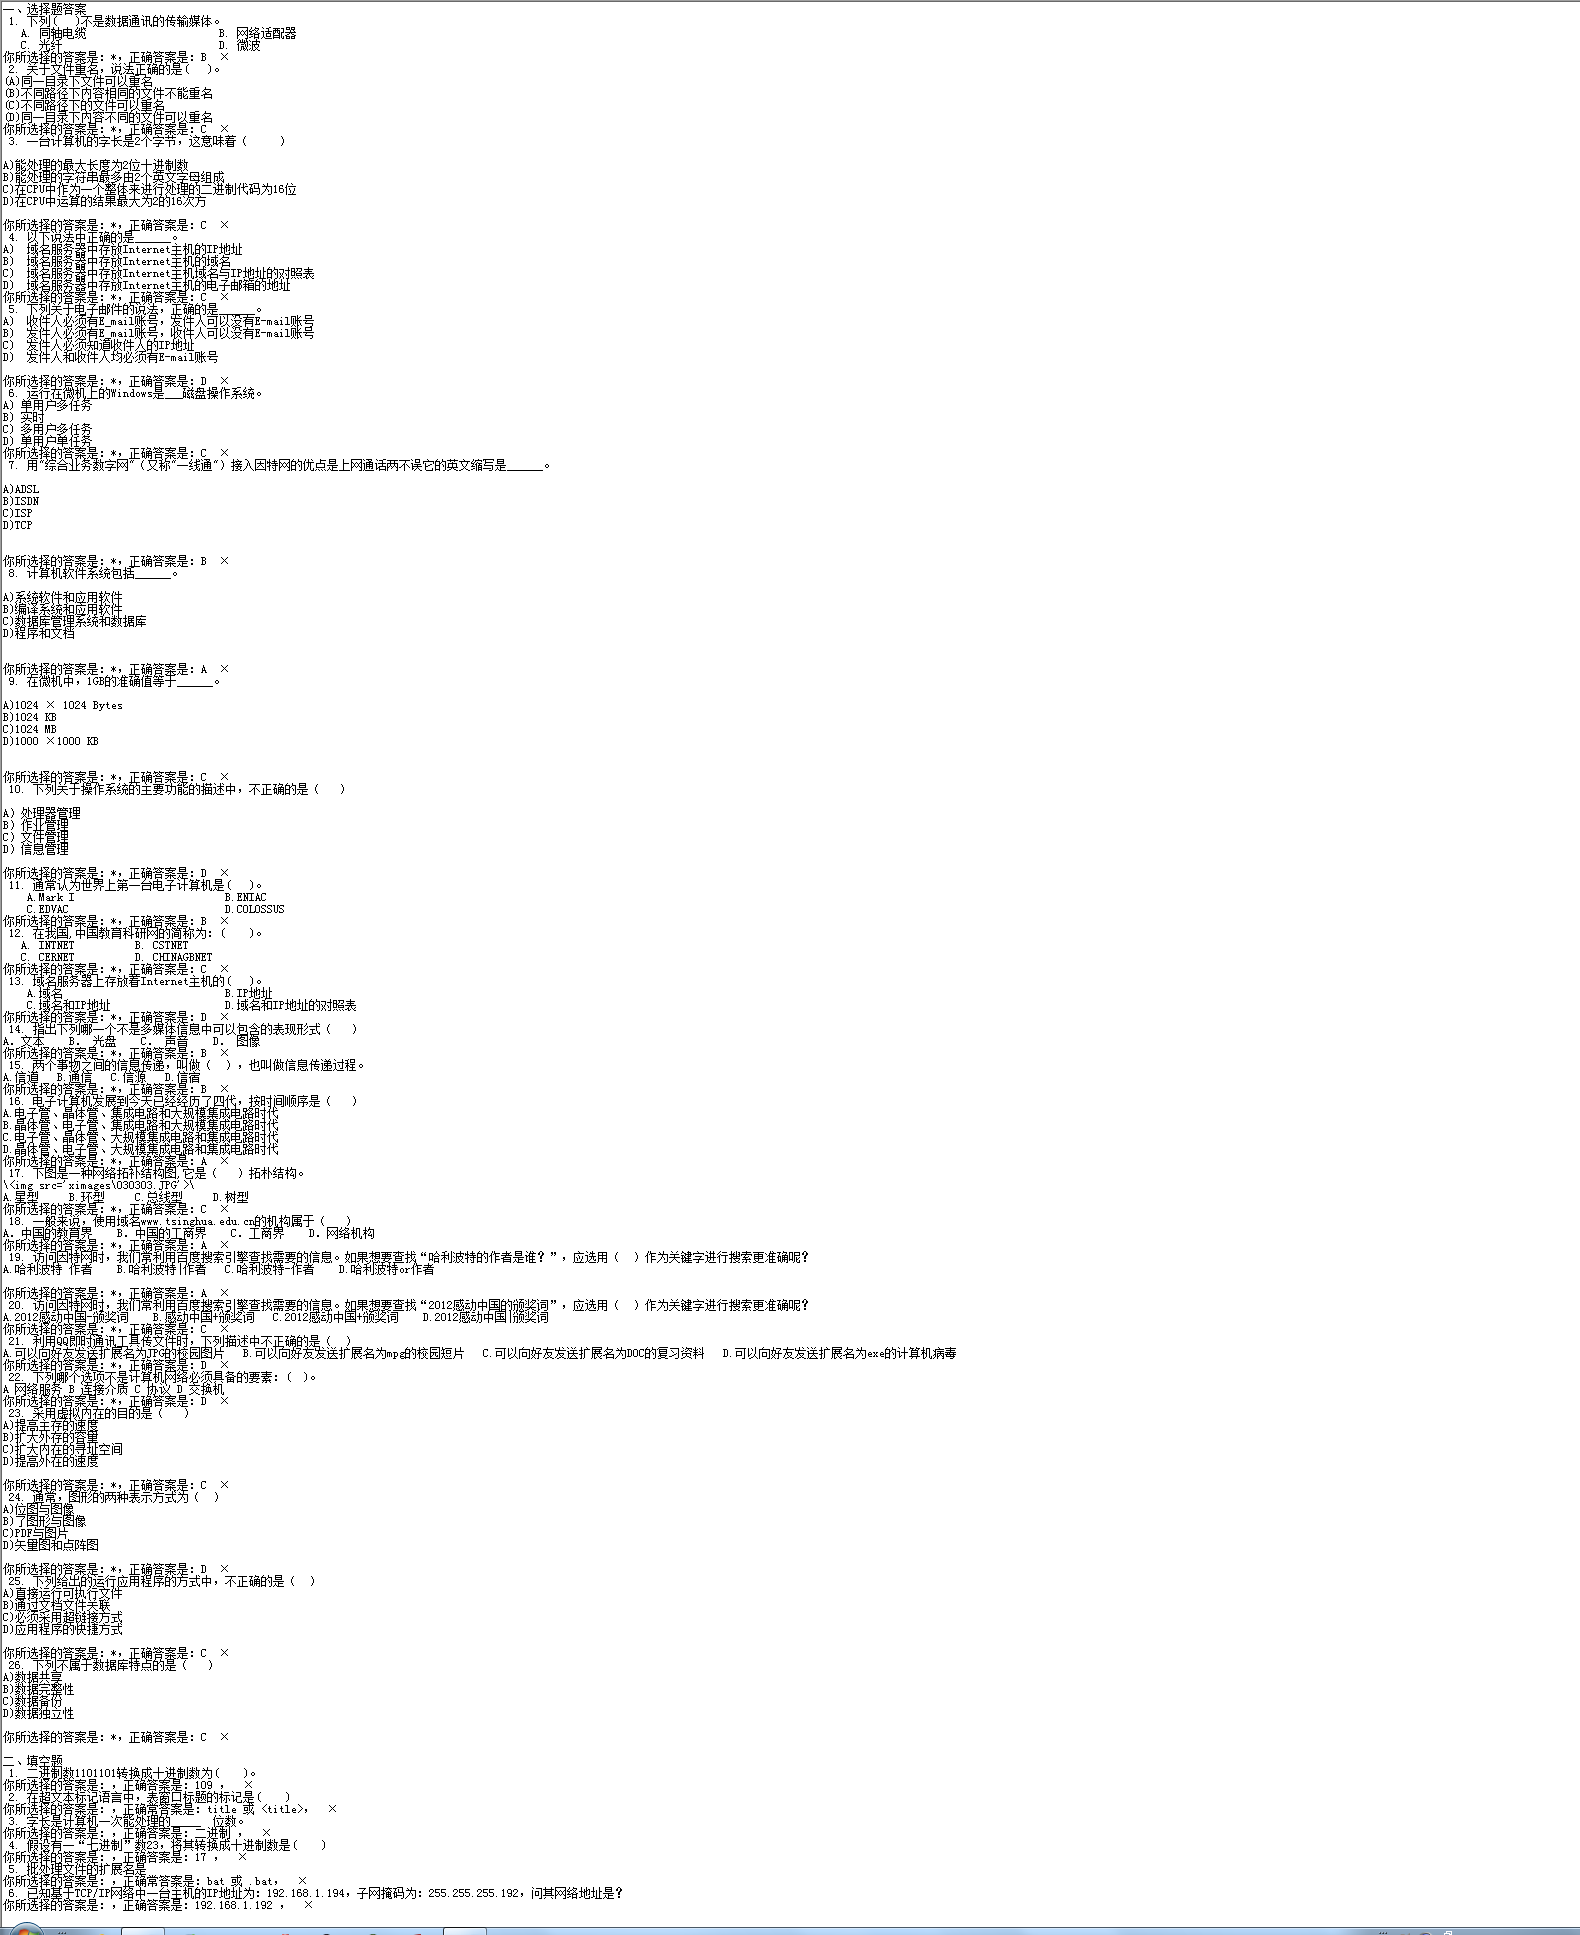 一、选择题答案
1. 下列(   )不是数据通讯的传输媒体。
A. 同轴电缆 B. 网络适配器
C. 光纤 D. 微波
你所选择的答案是: *, 正确答案是: B ×
2. 关于文件重名，说法正确的是(   )。
(A)同一目录下文件可以重名
(B)不同路径下内容相同的文件不能重名
(C)不同路径下的文件可以重名
(D)同一目录下内容不同的文件可以重名
你所选择的答案是: *, 正确答案是: C ×
3. 一台计算机的字长是2个字节，这意味着（     ）
A)能处理的最大长度为2位十进制数
B)能处理的字符串最多由2个英文字母组成
C)在CPU中作为一个整体来进行处理的二进制代码为16位
D)在CPU中运算的结果最大为2的16次方
你所选择的答案是: *, 正确答案是: C ×
4. 以下说法中正确的是______。
A) 域名服务器中存放Internet主机的IP地址
B) 域名服务器中存放Internet主机的域名
C) 域名服务器中存放Internet主机域名与IP地址的对照表
D) 域名服务器中存放Internet主机的电子邮箱的地址
你所选择的答案是: *, 正确答案是: C ×
5. 下列关于电子邮件的说法，正确的是______。
A) 收件人必须有E_mail账号，发件人可以没有E-mail账号
B) 发件人必须有E_mail账号，收件人可以没有E-mail账号
C) 发件人必须知道收件人的IP地址
D) 发件人和收件人均必须有E-mail账号
你所选择的答案是: *, 正确答案是: D ×
6. 运行在微机上的Windows是___磁盘操作系统。
A) 单用户多任务
B) 实时
C) 多用户多任务
D) 单用户单任务
你所选择的答案是: *, 正确答案是: C ×
7. 用"综合业务数字网"（又称"一线通"）接入因特网的优点是上网通话两不误它的英文缩写是______。
A)ADSL
B)ISDN
C)ISP
D)TCP
你所选择的答案是: *, 正确答案是: B ×
8. 计算机软件系统包括______。
A)系统软件和应用软件
B)编译系统和应用软件
C)数据库管理系统和数据库
D)程序和文档
你所选择的答案是: *, 正确答案是: A ×
9. 在微机中，1GB的准确值等于______。
A)1024 × 1024 Bytes
B)1024 KB
C)1024 MB
D)1000 ×1000 KB
你所选择的答案是: *, 正确答案是: C ×
10. 下列关于操作系统的主要功能的描述中，不正确的是（   ）
A）处理器管理
B）作业管理
C）文件管理
D）信息管理
你所选择的答案是: *, 正确答案是: D ×
11. 通常认为世界上第一台电子计算机是(   )。
A.Mark I B.ENIAC
C.EDVAC D.COLOSSUS
你所选择的答案是: *, 正确答案是: B ×
12. 在我国,中国教育科研网的简称为: (    )。
A. INTNET B. CSTNET
C. CERNET D. CHINAGBNET
你所选择的答案是: *, 正确答案是: C ×
13. 域名服务器上存放着Internet主机的(   )。
A.域名 B.IP地址
C.域名和IP地址 D.域名和IP地址的对照表
你所选择的答案是: *, 正确答案是: D ×
14. 指出下列哪一个不是多媒体信息中可以包含的表现形式（   ）
A. 文本 B. 光盘 C. 声音 D. 图像
你所选择的答案是: *, 正确答案是: B ×
15. 两个事物之间的信息传递，叫做（  ），也叫做信息传递过程。
A.信道 B.通信 C.信源 D.信宿
你所选择的答案是: *, 正确答案是: B ×
16. 电子计算机发展到今天已经经历了四代，按时间顺序是（   ）
A.电子管、晶体管、集成电路和大规模集成电路时代
B.晶体管、电子管、集成电路和大规模集成电路时代
C.电子管、晶体管、大规模集成电路和集成电路时代
D.晶体管、电子管、大规模集成电路和集成电路时代
你所选择的答案是: *, 正确答案是: A ×
17. 下图是一种网络拓补结构图,它是（   ）拓朴结构。
\<img src='ximages\030303.JPG'>\
A.星型 B.环型 C.总线型 D.树型
你所选择的答案是: *, 正确答案是: C ×
18. 一般来说，使用域名www.tsinghua.edu.cn的机构属于（   ）
A. 中国的教育界 B. 中国的工商界 C. 工商界 D. 网络机构
你所选择的答案是: *, 正确答案是: A ×
19. 访问因特网时，我们常利用百度搜索引擎查找需要的信息。如果想要查找“哈利波特的作者是谁？”，应选用（  ）作为关键字进行搜索更准确呢?
A.哈利波特 作者 B.哈利波特|作者 C.哈利波特-作者 D.哈利波特or作者
你所选择的答案是: *, 正确答案是: A ×
20. 访问因特网时，我们常利用百度搜索引擎查找需要的信息。如果想要查找“2012感动中国的颁奖词”，应选用（  ）作为关键字进行搜索更准确呢?
A.2012感动中国-颁奖词 B.感动中国+颁奖词 C.2012感动中国+颁奖词 D.2012感动中国|颁奖词
你所选择的答案是: *, 正确答案是: C ×
21. 利用QQ即时通讯工具传文件时，下列描述中不正确的是（  ）
A.可以向好友发送扩展名为JPG的校园图片 B.可以向好友发送扩展名为mpg的校园短片 C.可以向好友发送扩展名为DOC的复习资料 D.可以向好友发送扩展名为exe的计算机病毒
你所选择的答案是: *, 正确答案是: D ×
22. 下列哪个选项不是计算机网络必须具备的要素:（ ）。
A 网络服务 B 连接介质 C 协议 D 交换机
你所选择的答案是: *, 正确答案是: D ×
23. 采用虚拟内在的目的是（   ）
A)提高主存的速度
B)扩大外存的容量
C)扩大内在的寻址空间
D)提高外在的速度
你所选择的答案是: *, 正确答案是: C ×
24. 通常，图形的两种表示方式为（  ）
A)位图与图像
B)了图形与图像
C)PDF与图片
D)矢量图和点阵图
你所选择的答案是: *, 正确答案是: D ×
25. 下列给出的运行应用程序的方式中，不正确的是（  ）
A)直接运行可执行文件
B)通过文档文件关联
C)必须采用超链接方式
D)应用程序的快捷方式
你所选择的答案是: *, 正确答案是: C ×
26. 下列不属于数据库特点的是（   ）
A)数据共享
B)数据完整性
C)数据备份
D)数据独立性
你所选择的答案是: *, 正确答案是: C ×
二、填空题
1. 二进制数1101101转换成十进制数为(    )。
你所选择的答案是: , 正确答案是: 109 ,  ×
2. 在超文本标记语言中，表窗口标题的标记是(    )
你所选择的答案是: , 正确常答案是: title 或 <title>,  ×
3. 字长是计算机一次能处理的_____ 位数。
你所选择的答案是: , 正确答案是: 二进制 ,  ×
4. 假设有一“七进制”数23，将其转换成十进制数是(    )
你所选择的答案是: , 正确答案是: 17 ,  ×
5. 批处理文件的扩展名是
你所选择的答案是: , 正确常答案是: bat 或 .bat,  ×
6. 已知基于TCP/IP网络中一台主机的IP地址为: 192.168.1.194, 子网掩码为: 255.255.255.192, 问其网络地址是?
你所选择的答案是: , 正确答案是: 192.168.1.192 ,  ×